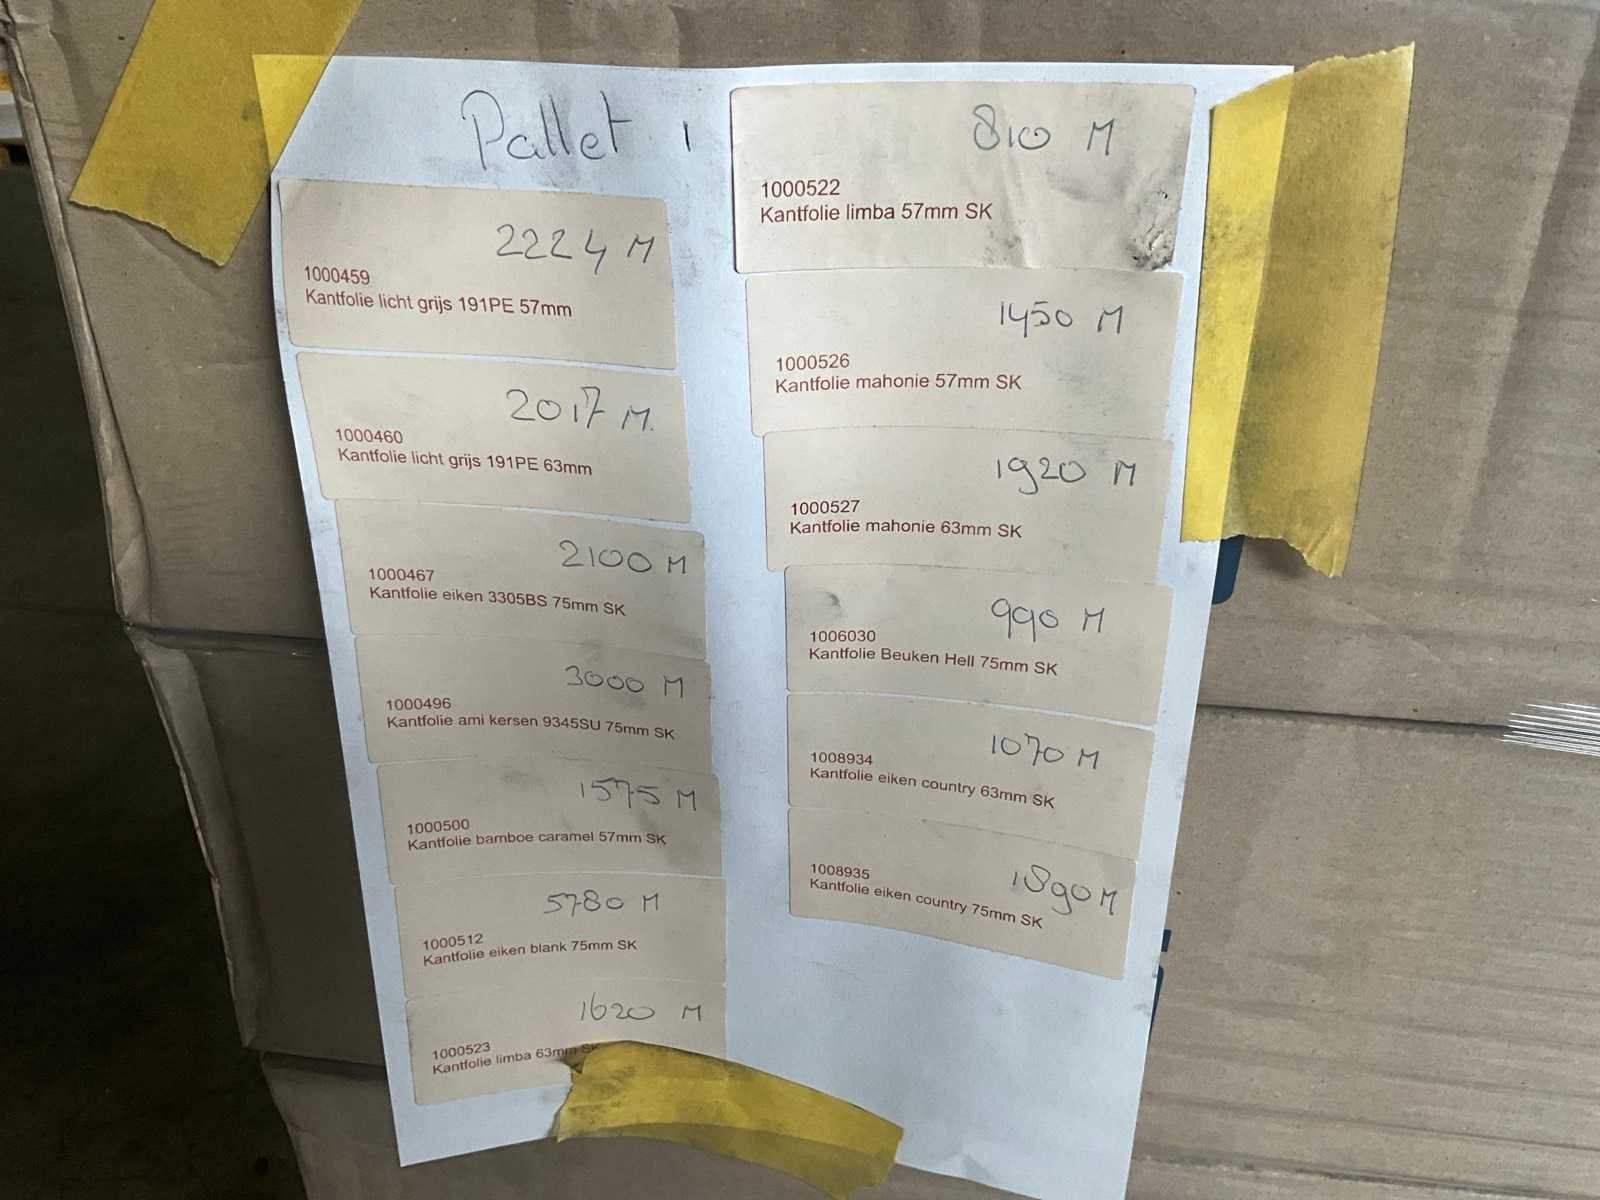 Pallet 1
2224 M
1000459
Kantfolie licht grijs 191PE 57mm
2017 M.
1000460
Kantfolie licht grijs 191PE 63mm
2100 M
1000467
Kantfolie eiken 3305BS 75mm SK
3000 M
1000496
Kantfolie ami kersen 9345SU 75mm SK
1575 M
1000500
Kantfolie bamboe caramel 57mm SK
5780 M
1000512
Kantfolie eiken blank 75mm SK
1620 M
1000523
Kantfolie limba 63mm SK
810 M
1000522
Kantfolie limba 57mm SK
1450 M
1000526
Kantfolie mahonie 57mm SK
1920 M
1000527
Kantfolie mahonie 63mm SK
990 M
1006030
Kantfolie Beuken Hell 75mm SK
1070 M
1008934
Kantfolie eiken country 63mm SK
1890 M
1008935
Kantfolie eiken country 75mm SK